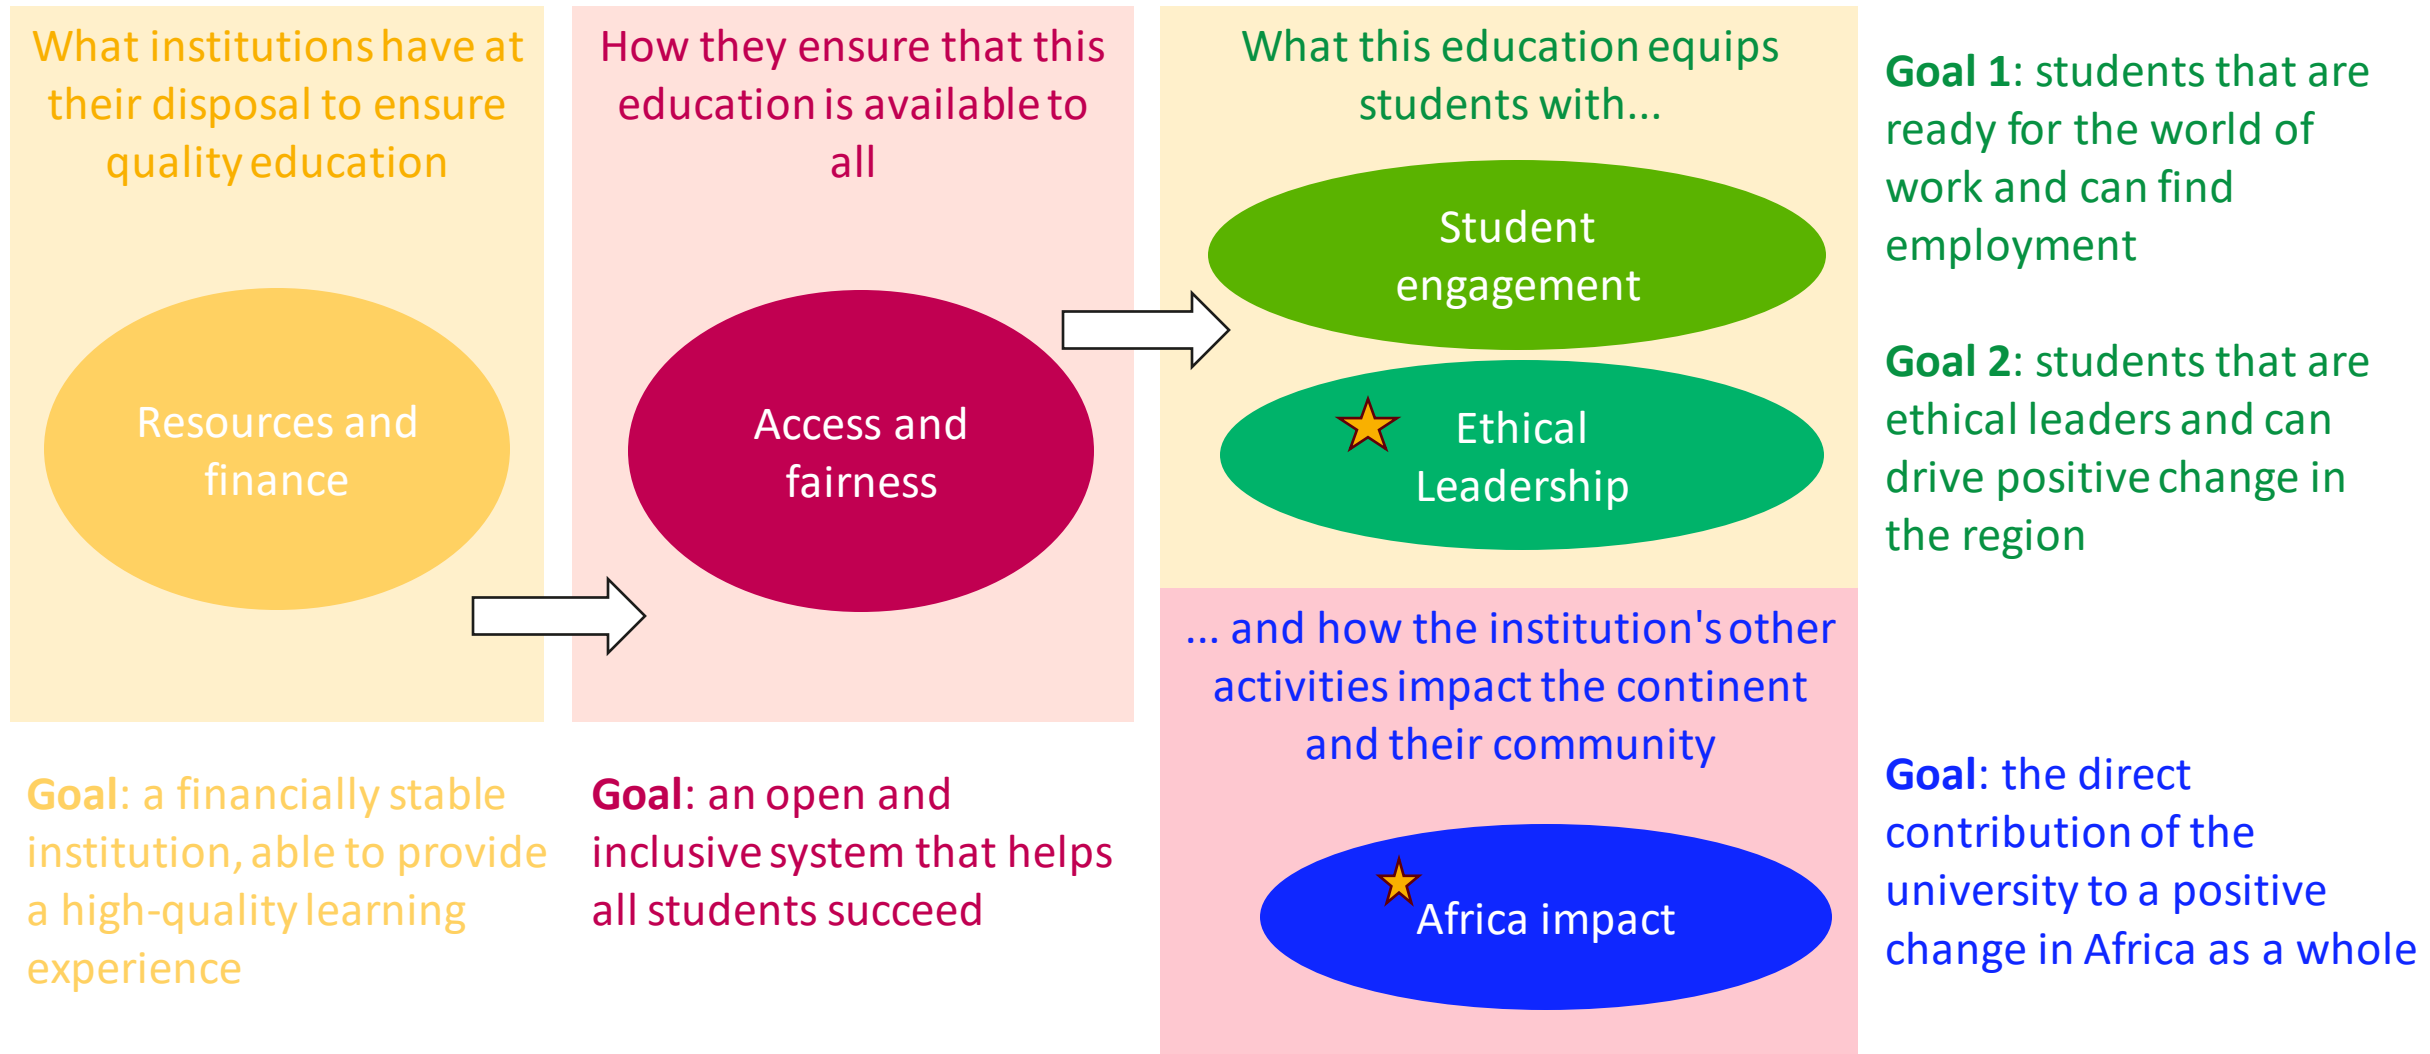 What institutions have at
their disposal to ensure
quality education
Resources and
finance
Goal: a financially stable
institution, able to provide
a high-quality learning
experience
How they ensure that this
education is available to
all
Access and
fairness
Goal: an open and
inclusive system that helps
all students succeed
What this education equips
students with...
Student
engagement
Ethical
Leadership
Goal 1: students that are
ready for the world of
work and can find
employment
Goal 2: students that are
ethical leaders and can
drive positive change in
the region
... and how the institution's other
activities impact the continent
and their community
Africa impact
Goal: the direct
contribution of the
university to a positive
change in Africa as a whole